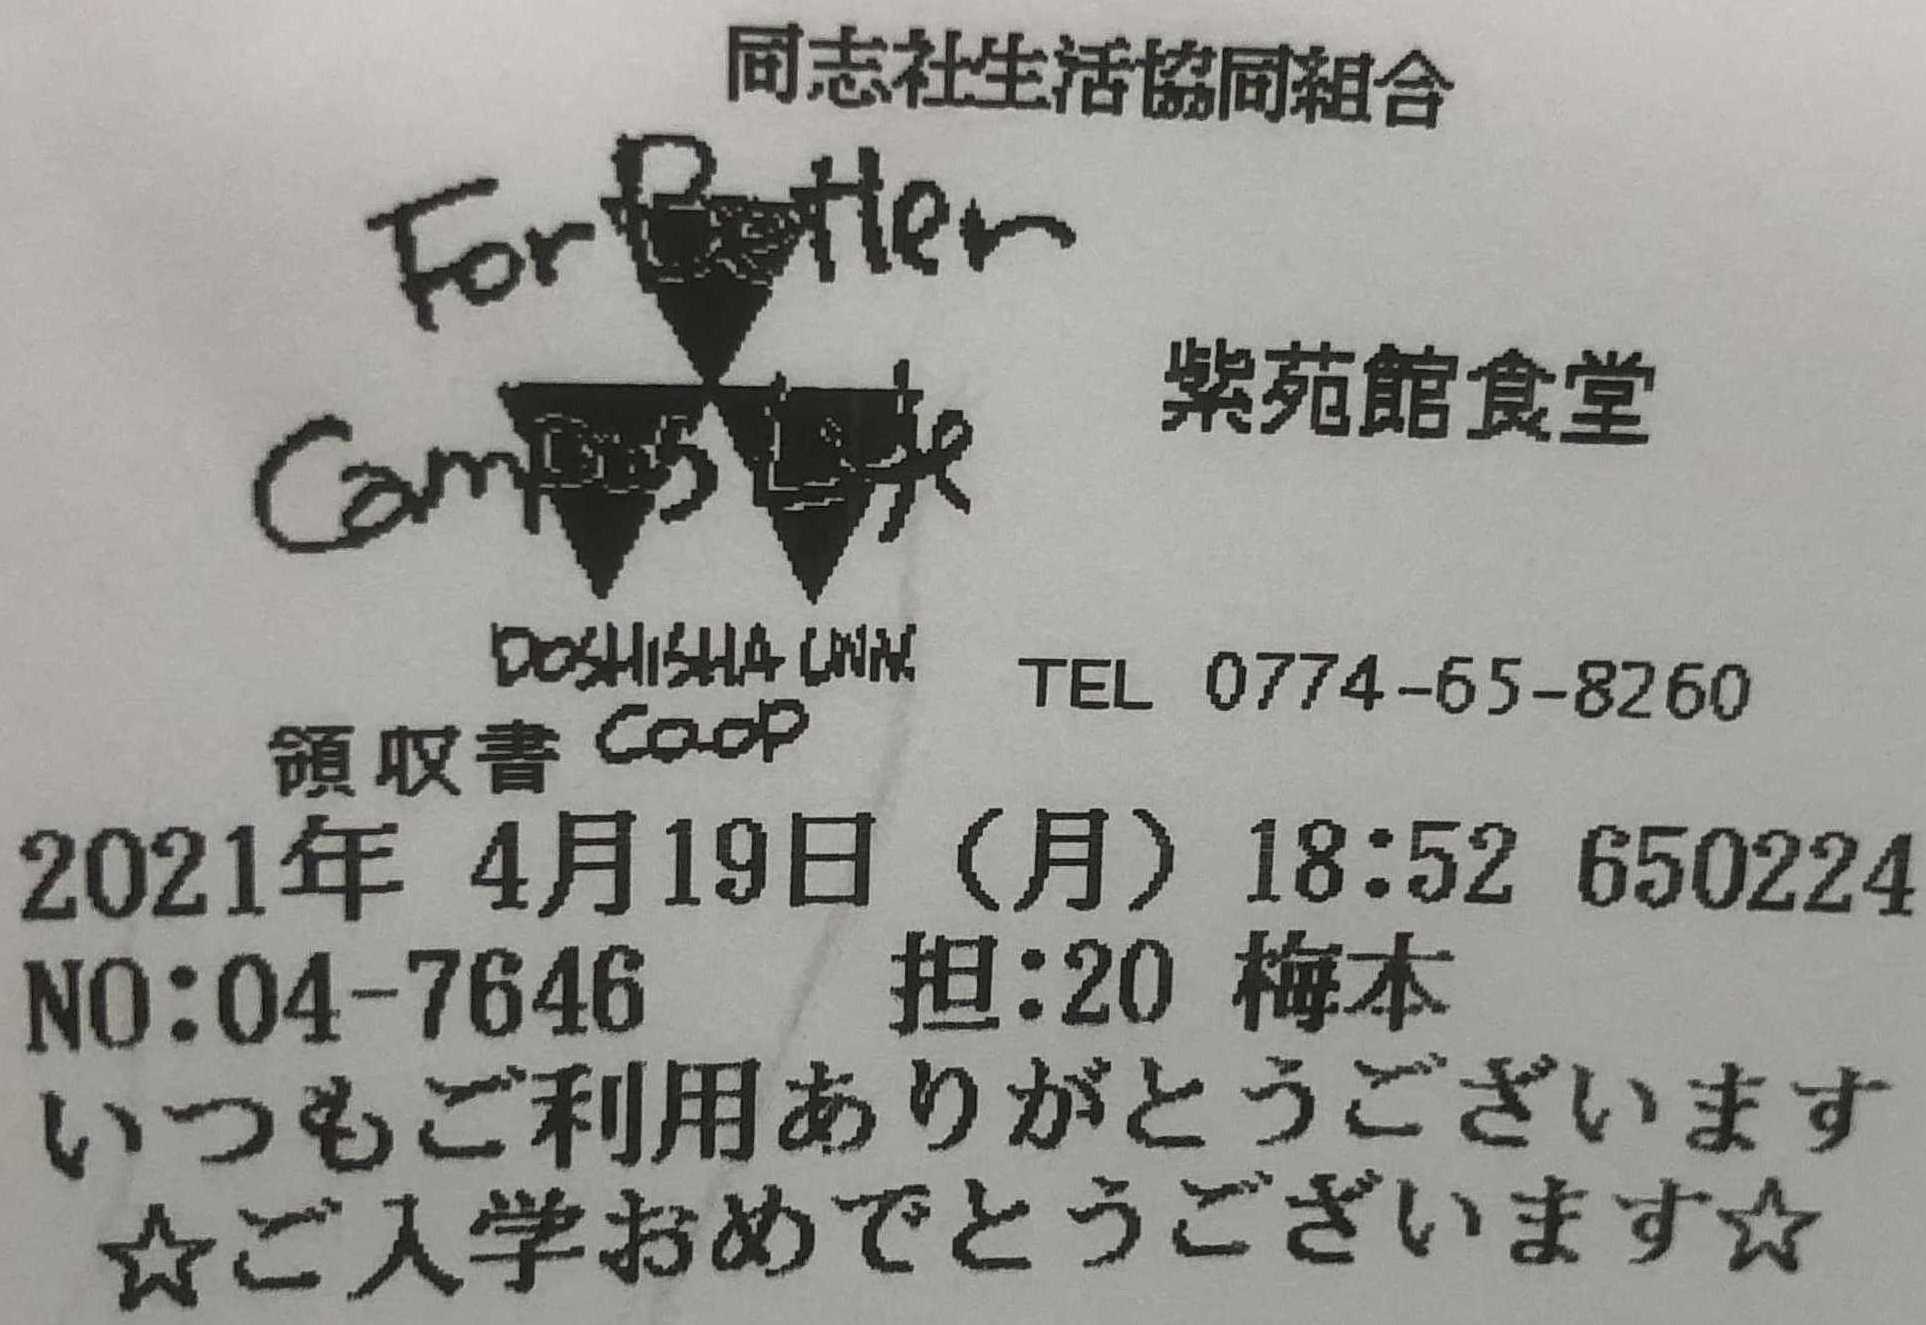 同志社生活協同組合
For Better
Campus Life
紫苑館食堂
DOSHISHA UNIV.
CO-OP
TEL 0774-65-8260
領収書
2021年 4月19日 (月) 18:52 650224
NO:04-7646 担:20 梅本
いつもご利用ありがとうございます
☆ご入学おめでとうございます☆